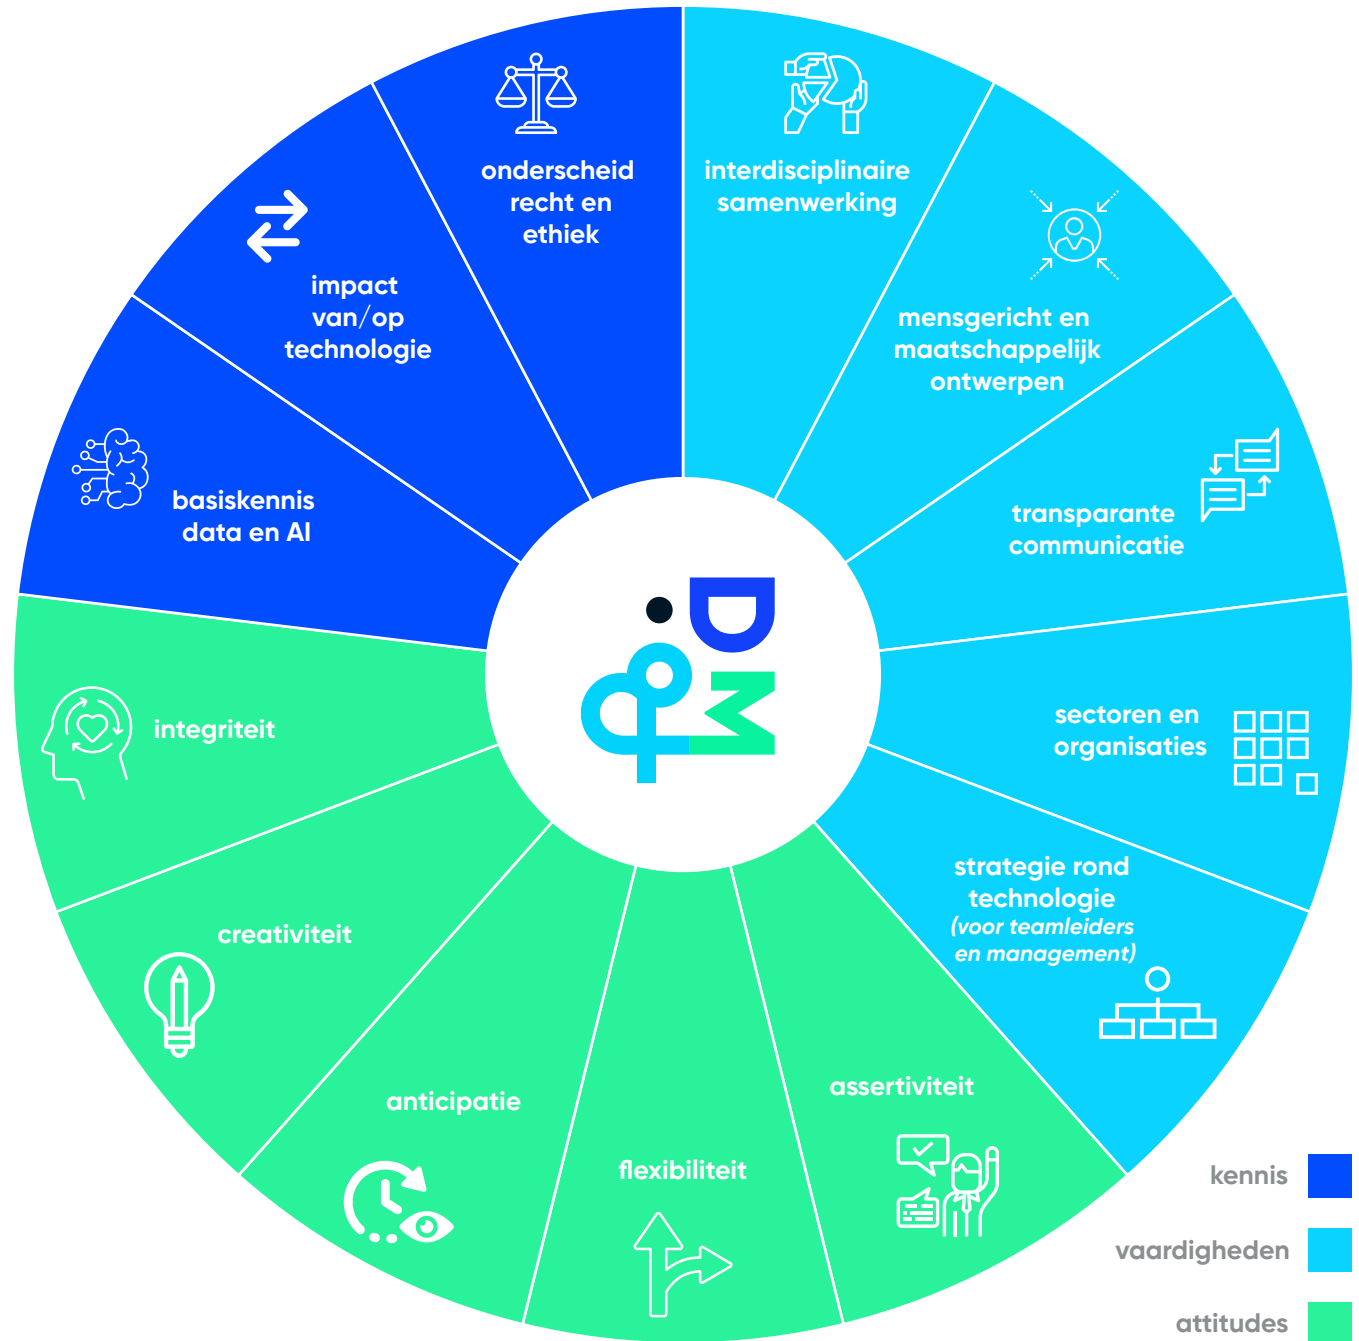 onderscheid
recht en
ethiek
interdisciplinaire
samenwerking
impact
van/op
technologie
mensgericht en
maatschappelijk
ontwerpen
basiskennis
data en AI
transparante
communicatie
integriteit
sectoren en
organisaties
creativiteit
strategie rond
technologie
(voor teamleiders
en management)
anticipatie
flexibiliteit
assertiviteit
kennis
vaardigheden
attitudes